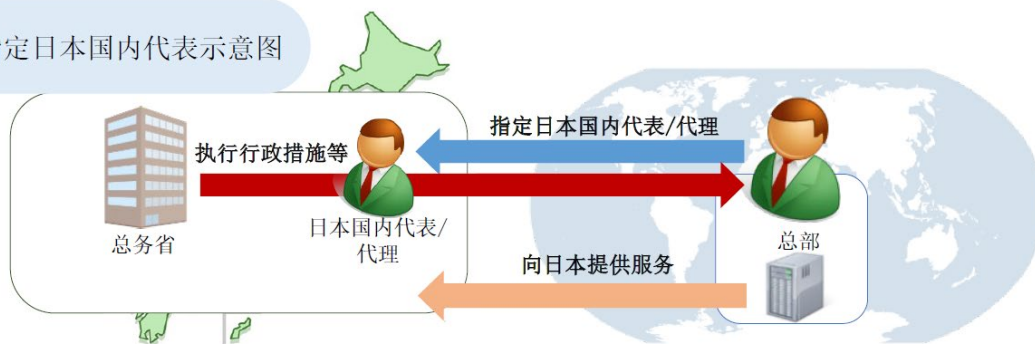 定日本国内代表示意图
指定日本国内代表/代理
执行行政措施等
日本国内代表/
代理
总务省
总部
向日本提供服务